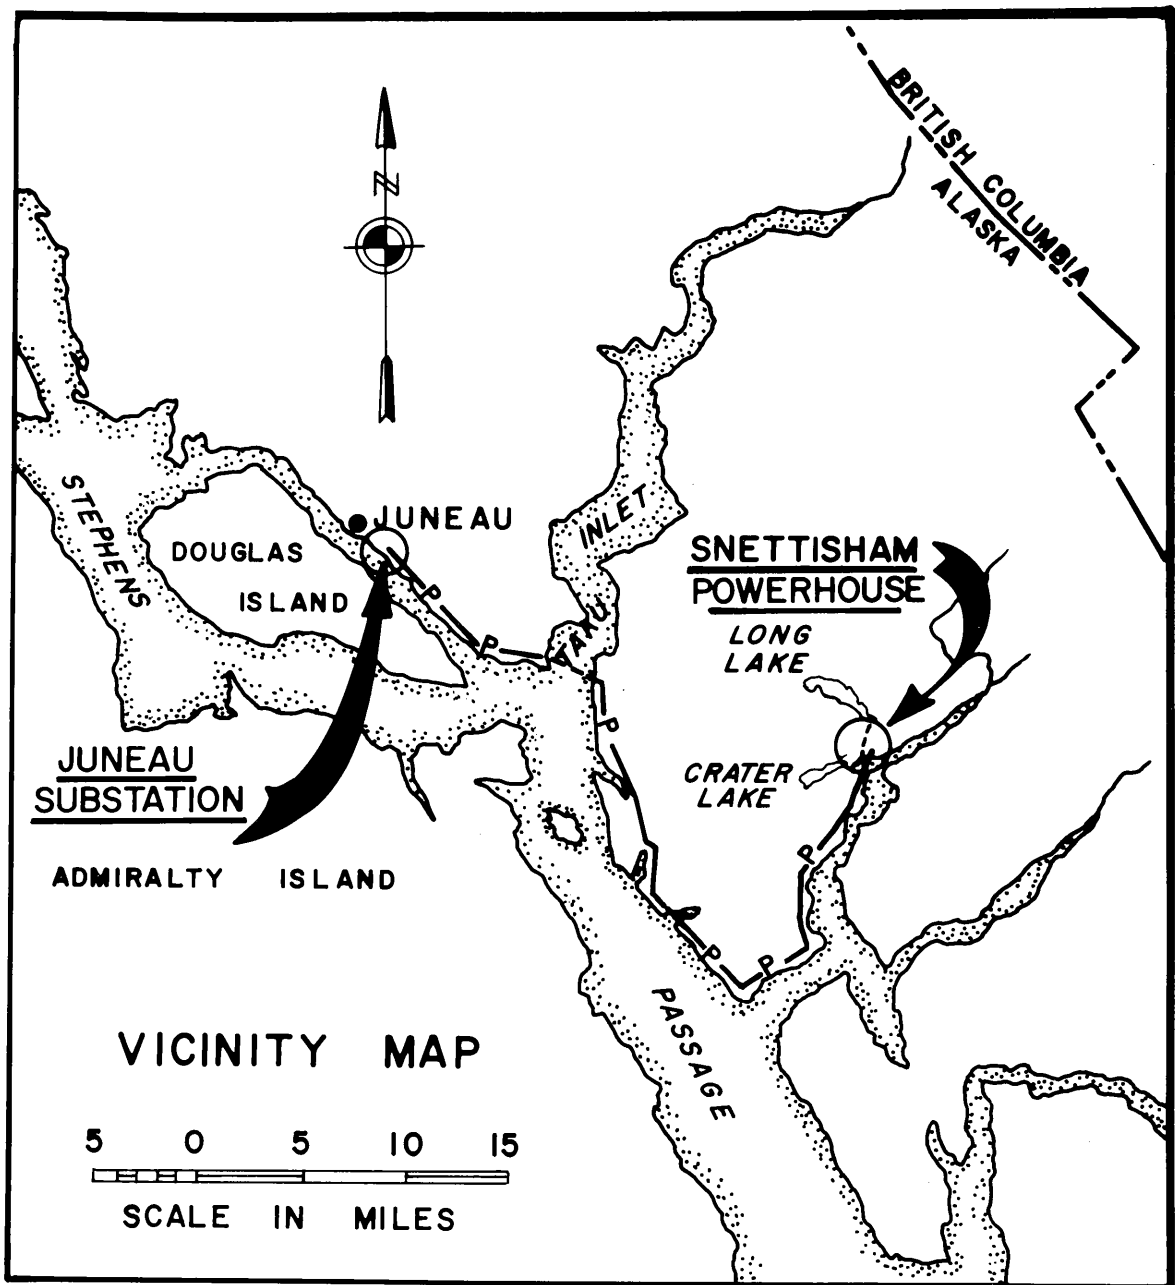 BRITISH COLUMBIA
ALASKA
N
STEPHENS
JUNEAU
INLET
DOUGLAS
ISLAND
TAKU
SNETTISHAM
POWERHOUSE
LONG
LAKE
P
P
P
JUNEAU
SUBSTATION
CRATER
LAKE
P
ADMIRALTY ISLAND
P
P
PASSAGE
VICINITY MAP
5 0 5 10 15
SCALE IN MILES